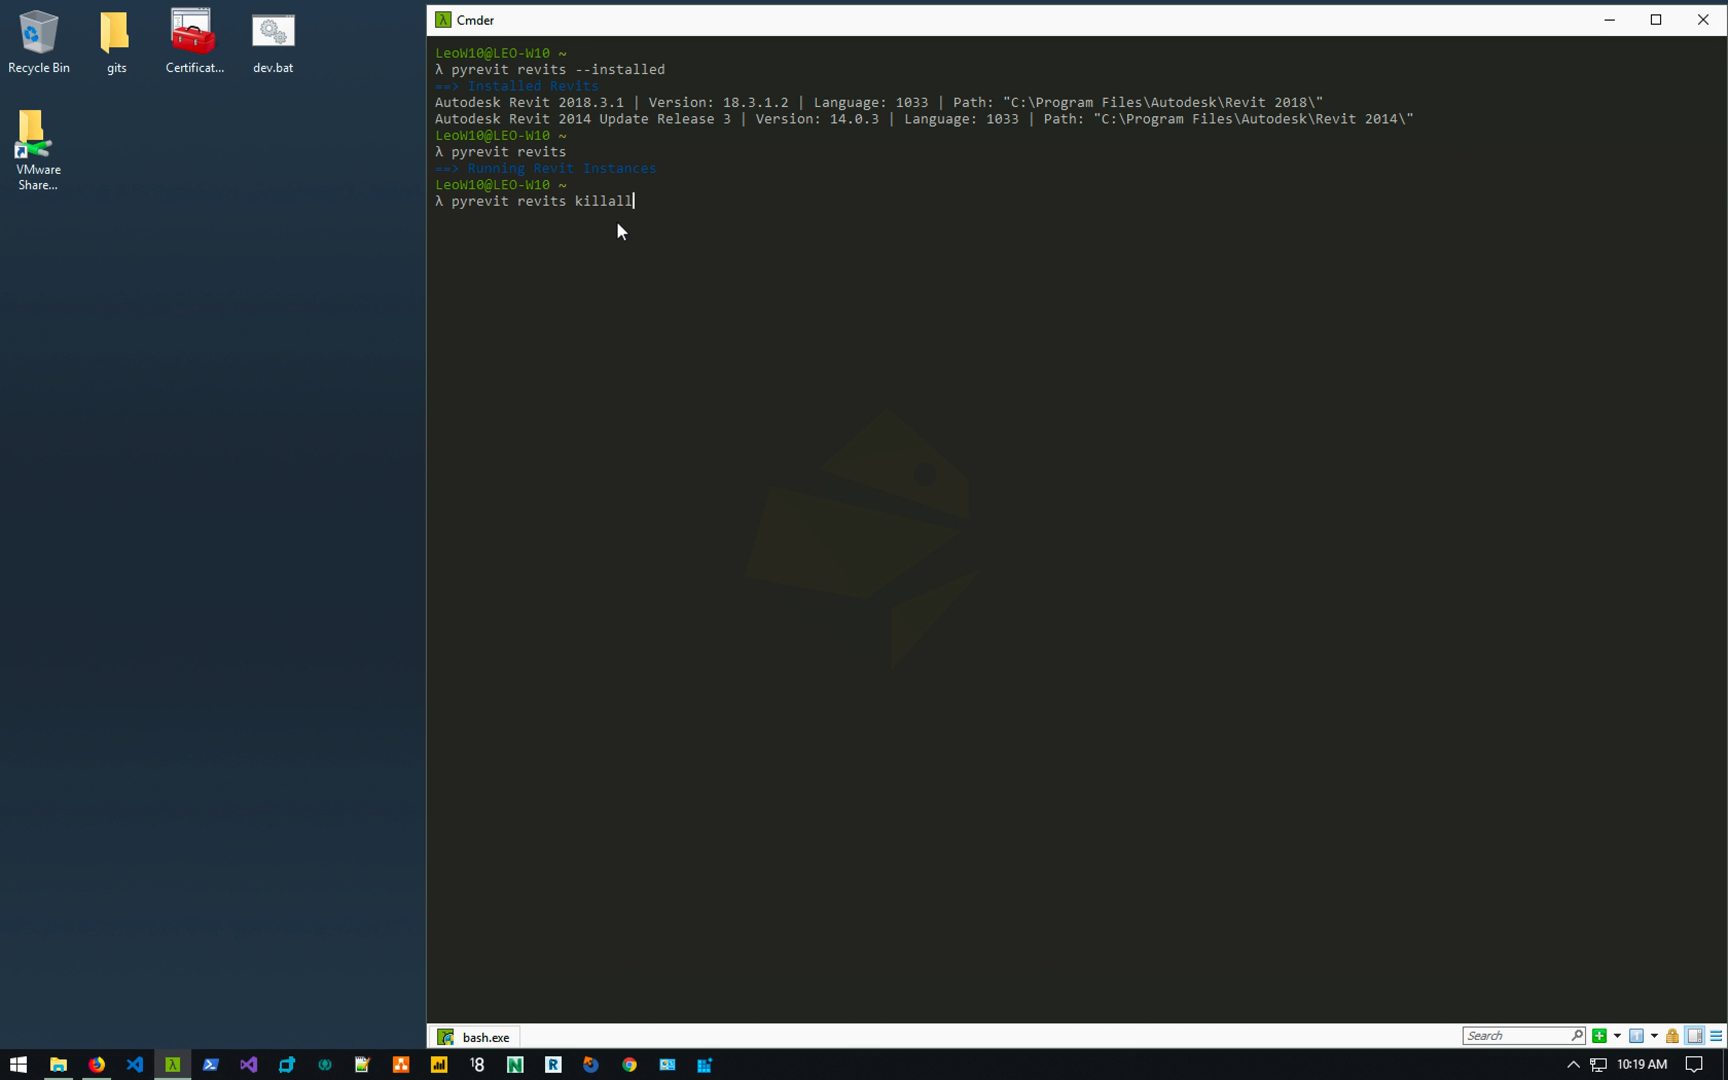 Recycle Bin
gits
Certificat...
dev.bat
VMware
Share...
Cmder
LeoW10@LEO-W10 ~
λ pyrevit revits --installed
==> Installed Revits
Autodesk Revit 2018.3.1 | Version: 18.3.1.2 | Language: 1033 | Path: "C:\Program Files\Autodesk\Revit 2018\"
Autodesk Revit 2014 Update Release 3 | Version: 14.0.3 | Language: 1033 | Path: "C:\Program Files\Autodesk\Revit 2014\"
LeoW10@LEO-W10 ~
λ pyrevit revits
==> Running Revit Instances
LeoW10@LEO-W10 ~
λ pyrevit revits killall
bash.exe
Search
10:19 AM